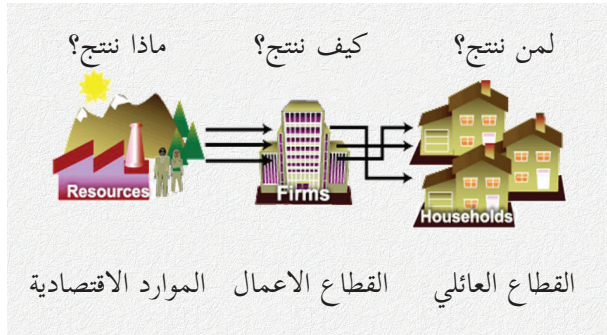 لمن ننتج؟ كيف ننتج؟ ماذا ننتج؟
Resources Firms Households
القطاع العائلي القطاع الاعمال الموارد الاقتصادية